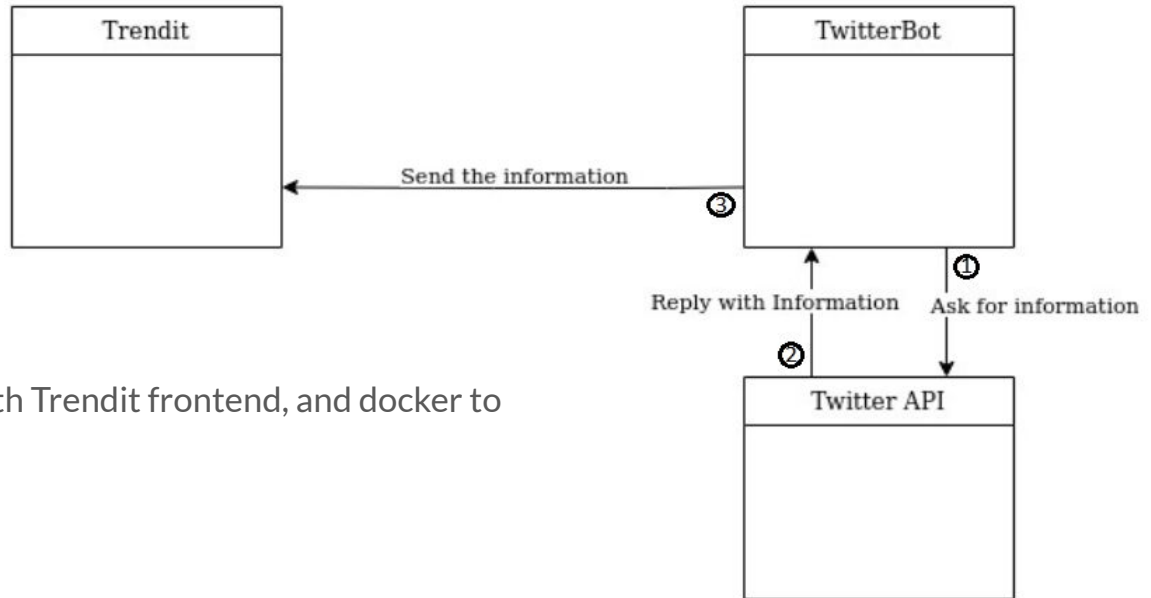 Trendit
TwitterBot
Send the information
③
①
Reply with Information
Ask for information
②
Trendit frontend, and docker to
Twitter API